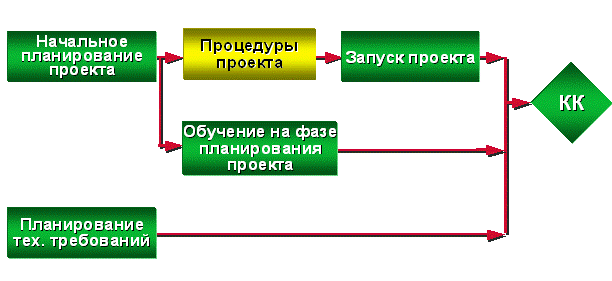 Начальное
планирование
проекта
Процедуры
проекта
Запуск проекта
КК
Обучение на фазе
планирования
проекта
Планирование
тех. требований